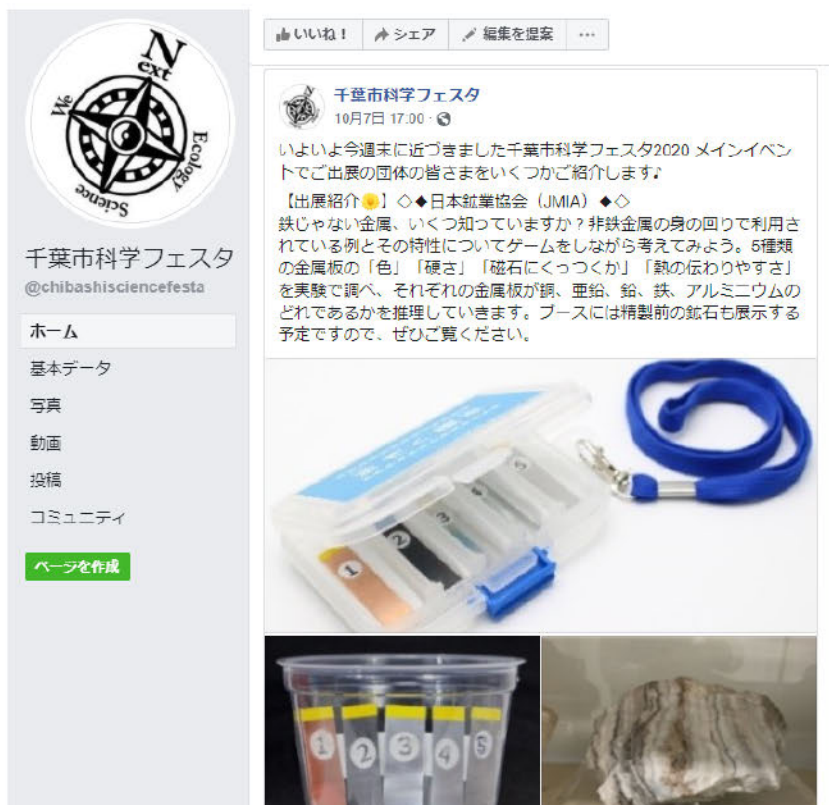 Next
We
Ecology
Science
千葉市科学フェスタ
@chibashisciencefesta
ホーム
基本データ
写真
動画
投稿
コミュニティ
ページを作成
いいね！
シェア
編集を提案
…
千葉市科学フェスタ
10月7日 17:00 ·
いよいよ今週末に近づきました千葉市科学フェスタ2020 メインイベン
トでご出展の団体の皆さまをいくつかご紹介します♪
【出展紹介🌼】◇◆日本鉱業協会（JMIA）◆◇
鉄じゃない金属、いくつ知っていますか？非鉄金属の身の回りで利用さ
れている例とその特性についてゲームをしながら考えてみよう。5種類
の金属板の「色」「硬さ」「磁石にくっつくか」「熱の伝わりやすさ」
を実験で調べ、それぞれの金属板が銅、亜鉛、鉛、鉄、アルミニウムの
どれであるかを推理していきます。ブースには精製前の鉱石も展示する
予定ですので、ぜひご覧ください。
1 2 3 4 5
1 2 3 4 5